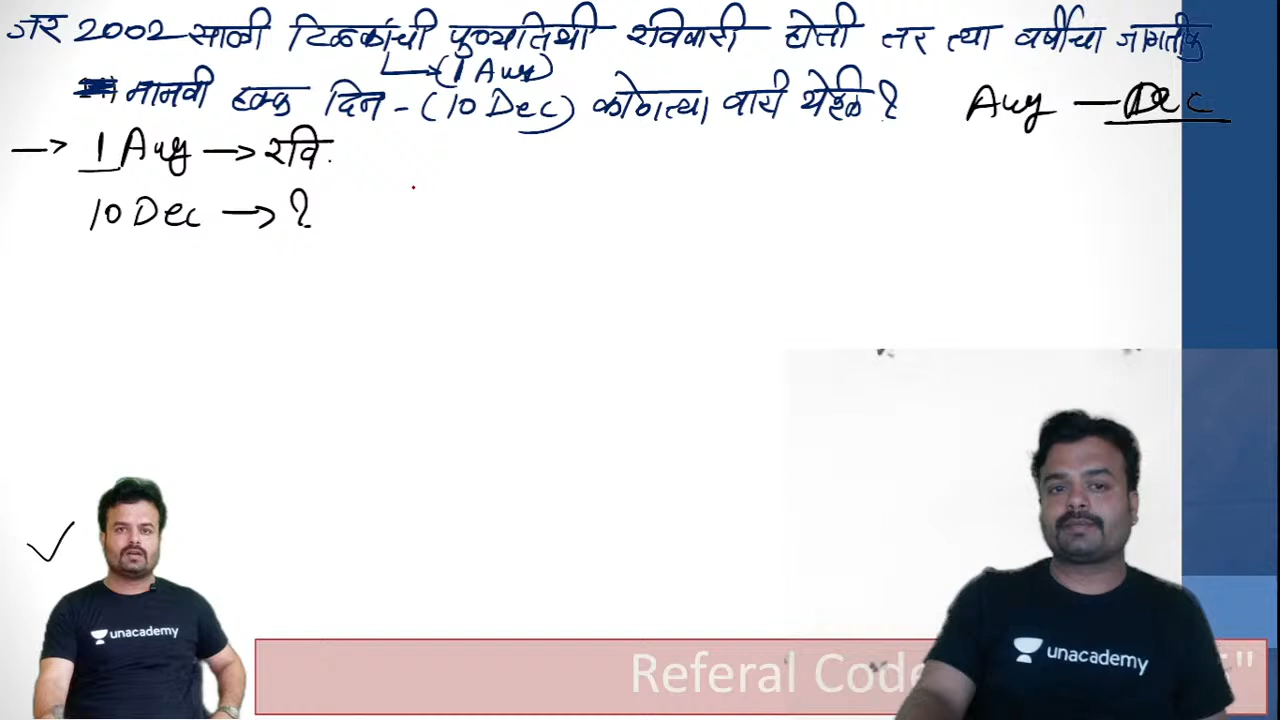 जर 2002 साली टिळकांची पुण्यतिथी रविवारी होती तर त्या वर्षीचा जागतीक
(1 Aug)
मानवी हक्क दिन - (10 Dec) कोणत्या वारी येईल ?
Aug — Dec
→ 1 Aug → रवि.
10 Dec → ?
unacademy
unacademy
Referal Code